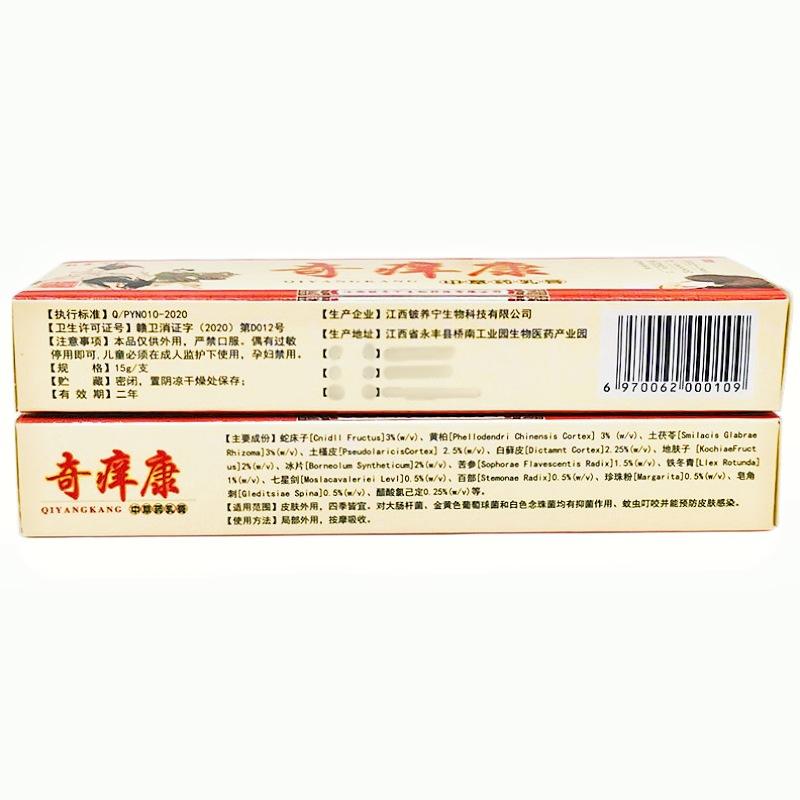 奇痒康
QIYANGKANG 中草药乳膏
【执行标准】Q/PYN010-2020
【卫生许可证号】赣卫消证字（2020）第D012号
【注意事项】本品仅供外用，严禁口服。偶有过敏
停用即可,儿童必须在成人监护下使用，孕妇禁用。
【规 格】15g/支
【贮 藏】密闭，置阴凉干燥处保存；
【有 效 期】二年
【生产企业】江西铍养宁生物科技有限公司
【生产地址】江西省永丰县桥南工业园生物医药产业园
6 970062 000109
奇痒康
QIYANGKANG 中草药乳膏
【主要成份】蛇床子[Cnidll Fructus]3%(w/v)、黄柏[Phellodendri Chinensis Cortex] 3% (w/v)、土茯苓[Smilacis Glabrae
Rhizoma]3%(w/v)、土槿皮[PseudolaricisCortex] 2.5%(w/v)、白藓皮[Dictamnt Cortex]2.25%(w/v)、地肤子 [KochiaeFruct
us]2%(w/v)、冰片[Borneolum Syntheticum]2%(w/v)、苦参[Sophorae Flavescentis Radix]1.5%(w/v)、铁冬青[Llex Rotunda]
1%(w/v)、七星剑[Moslacavaleriei Levl]0.5%(w/v)、百部[Stemonae Radix]0.5%(w/v)、珍珠粉[Margarita]0.5%(w/v)、皂角
刺[Gleditsiae Spina]0.5%(w/v)、醋酸氯己定0.25%(w/v)等。
【适用范围】皮肤外用，四季皆宜。对大肠杆菌、金黄色葡萄球菌和白色念珠菌均有抑菌作用、蚊虫叮咬并能预防皮肤感染。
【使用方法】局部外用，按摩吸收。